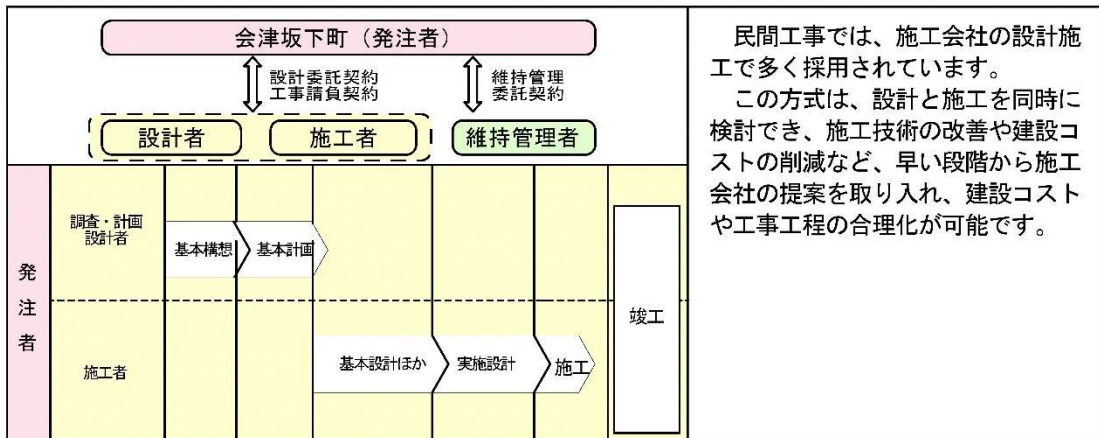 会津坂下町（発注者）
設計委託契約
工事請負契約
維持管理
委託契約
設計者
施工者
維持管理者
発注者
調査・計画
設計者
基本構想
基本計画
施工者
基本設計ほか
実施設計
施工
竣工
民間工事では、施工会社の設計施
工で多く採用されています。
この方式は、設計と施工を同時に
検討でき、施工技術の改善や建設コ
ストの削減など、早い段階から施工
会社の提案を取り入れ、建設コスト
や工事工程の合理化が可能です。